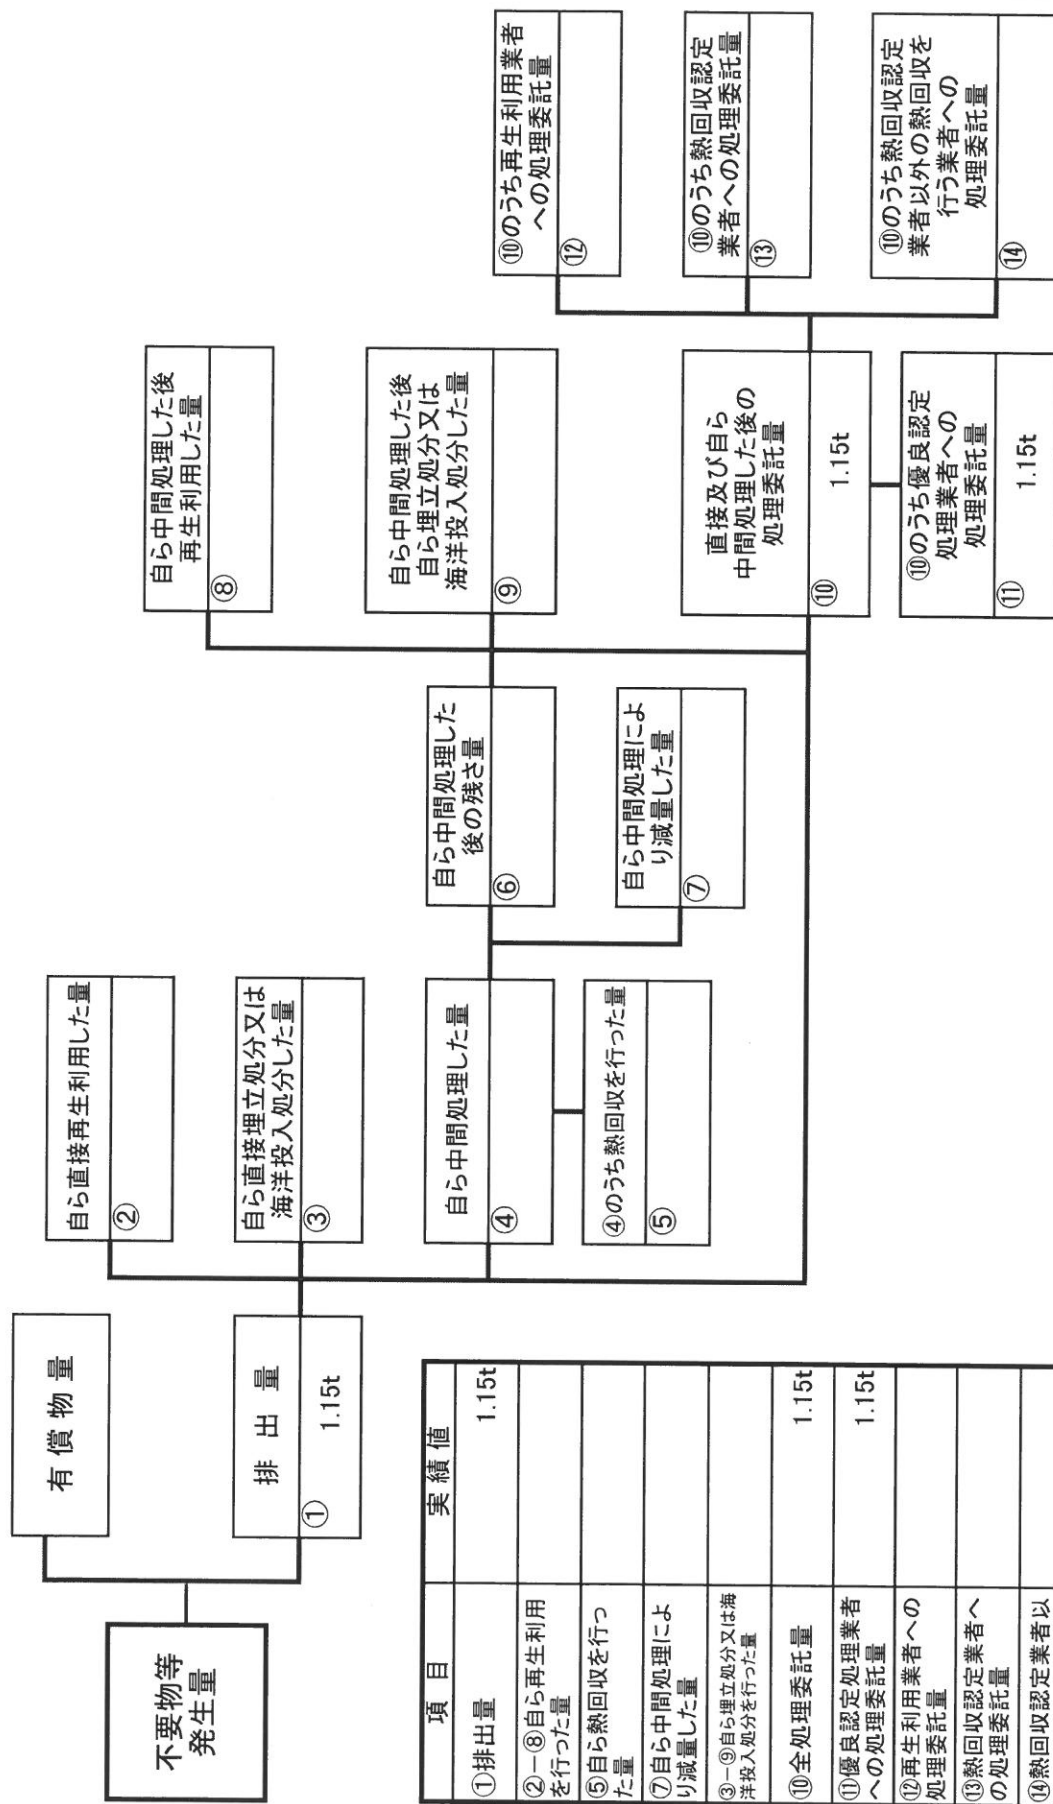 不要物等
発生量
有償物量
排出量
①
1.15t
自ら直接再生利用した量
②
自ら直接埋立処分又は
海洋投入処分した量
③
自ら中間処理した量
④
④のうち熱回収を行った量
⑤
自ら中間処理した
後の残さ量
⑥
自ら中間処理によ
り減量した量
⑦
自ら中間処理した後
再生利用した量
⑧
自ら中間処理した後
自ら埋立処分又は
海洋投入処分した量
⑨
直接及び自ら
中間処理した後の
処理委託量
⑩
1.15t
⑩のうち優良認定
処理業者への
処理委託量
⑪
1.15t
⑩のうち再生利用業者
への処理委託量
⑫
⑩のうち熱回収認定
業者への処理委託量
⑬
⑩のうち熱回収認定
業者以外の熱回収を
行う業者への
処理委託量
⑭
項目
実績値
①排出量
1.15t
②ー⑧自ら再生利用
を行った量
⑤自ら熱回収を行っ
た量
⑦自ら中間処理によ
り減量した量
③ー⑨自ら埋立処分又は海
洋投入処分を行った量
⑩全処理委託量
1.15t
⑪優良認定処理業者
への処理委託量
1.15t
⑫再生利用業者への
処理委託量
⑬熱回収認定業者へ
の処理委託量
⑭熱回収認定業者以